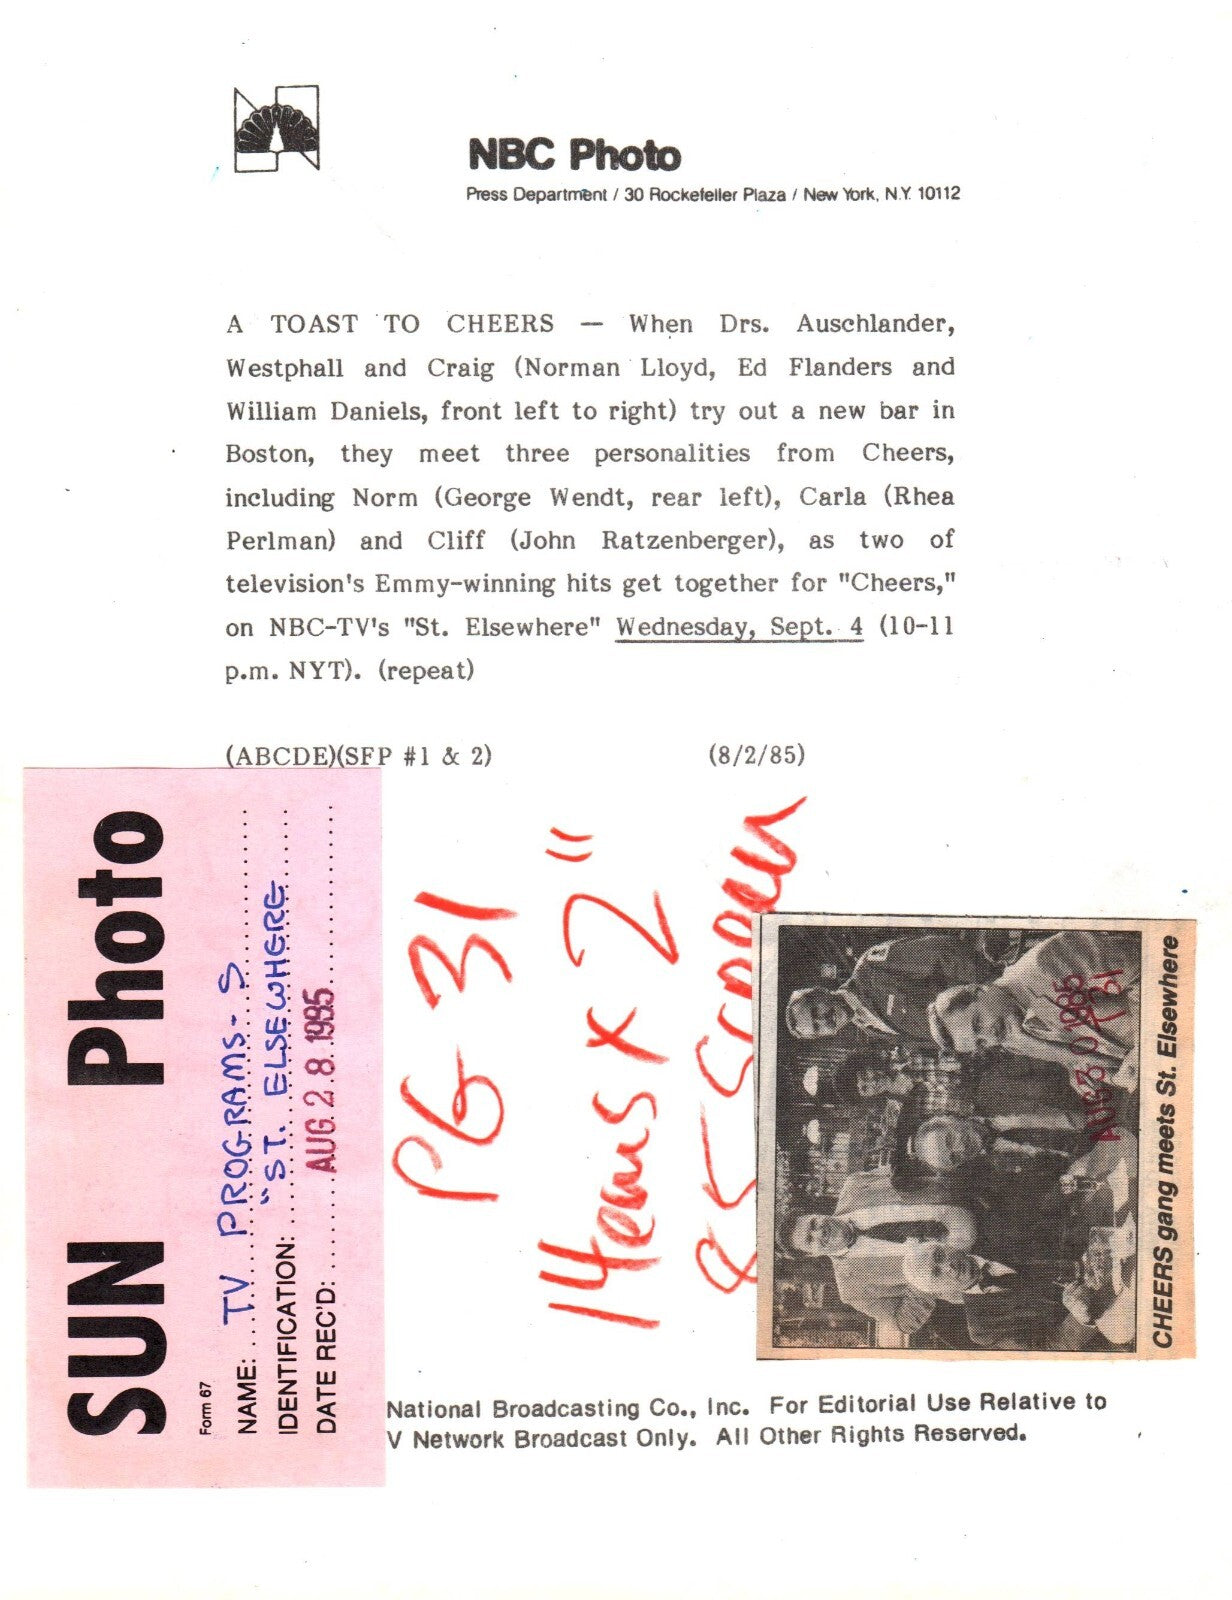 NBC Photo
Press Department / 30 Rockefeller Plaza / New York, N.Y. 10112
A TOAST TO CHEERS — When Drs. Auschlander,
Westphall and Craig (Norman Lloyd, Ed Flanders and
William Daniels, front left to right) try out a new bar in
Boston, they meet three personalities from Cheers,
including Norm (George Wendt, rear left), Carla (Rhea
Perlman) and Cliff (John Ratzenberger), as two of
television's Emmy-winning hits get together for "Cheers,"
on NBC-TV's "St. Elsewhere" Wednesday, Sept. 4 (10-11
p.m. NYT). (repeat)
(ABCDE)(SFP #1 & 2) (8/2/85)
SUN Photo
Form 67
NAME: TV PROGRAMS - S
IDENTIFICATION: "ST. ELSEWHERE
DATE REC'D: AUG. 28. 1985
PG 31
14ems x 2"
85 Screen
AUG 30 1985
T31
CHEERS gang meets St. Elsewhere
National Broadcasting Co., Inc. For Editorial Use Relative to
V Network Broadcast Only. All Other Rights Reserved.